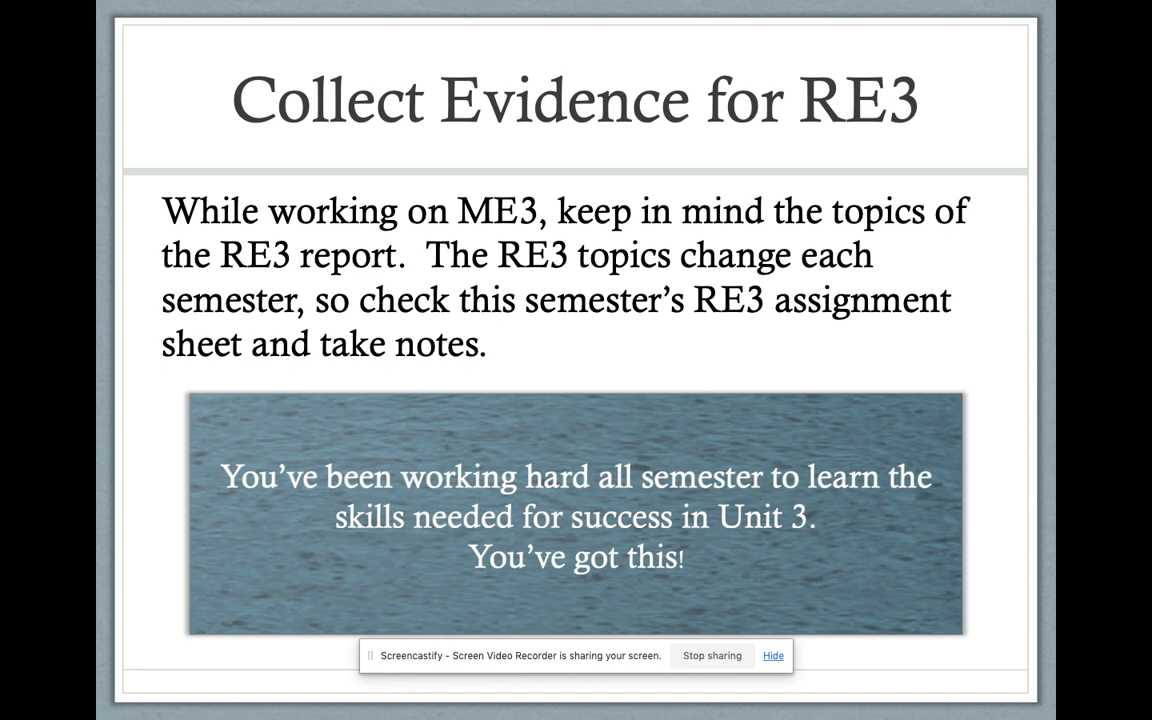 Collect Evidence for RE3
While working on ME3, keep in mind the topics of
the RE3 report.  The RE3 topics change each
semester, so check this semester’s RE3 assignment
sheet and take notes.
You’ve been working hard all semester to learn the
skills needed for success in Unit 3.
You’ve got this!
Screencastify - Screen Video Recorder is sharing your screen. Stop sharing Hide